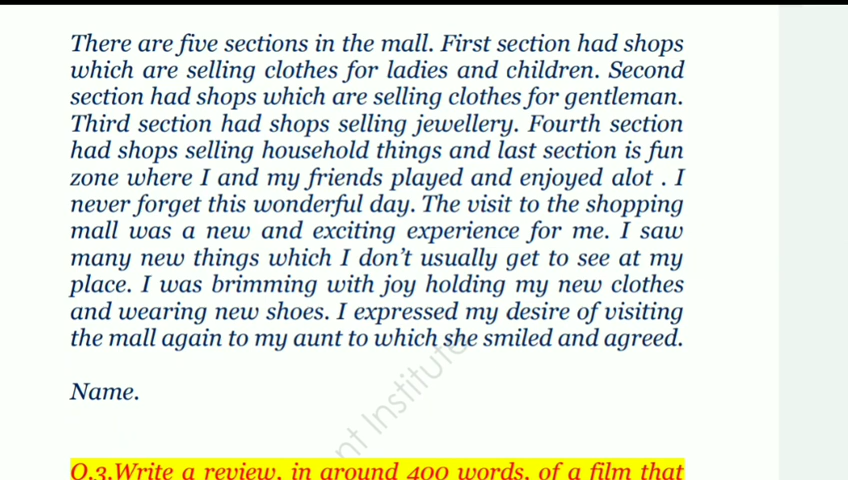 There are five sections in the mall. First section had shops
which are selling clothes for ladies and children. Second
section had shops which are selling clothes for gentleman.
Third section had shops selling jewellery. Fourth section
had shops selling household things and last section is fun
zone where I and my friends played and enjoyed alot . I
never forget this wonderful day. The visit to the shopping
mall was a new and exciting experience for me. I saw
many new things which I don't usually get to see at my
place. I was brimming with joy holding my new clothes
and wearing new shoes. I expressed my desire of visiting
the mall again to my aunt to which she smiled and agreed.
Name.
Q.3.Write a review, in around 400 words, of a film that